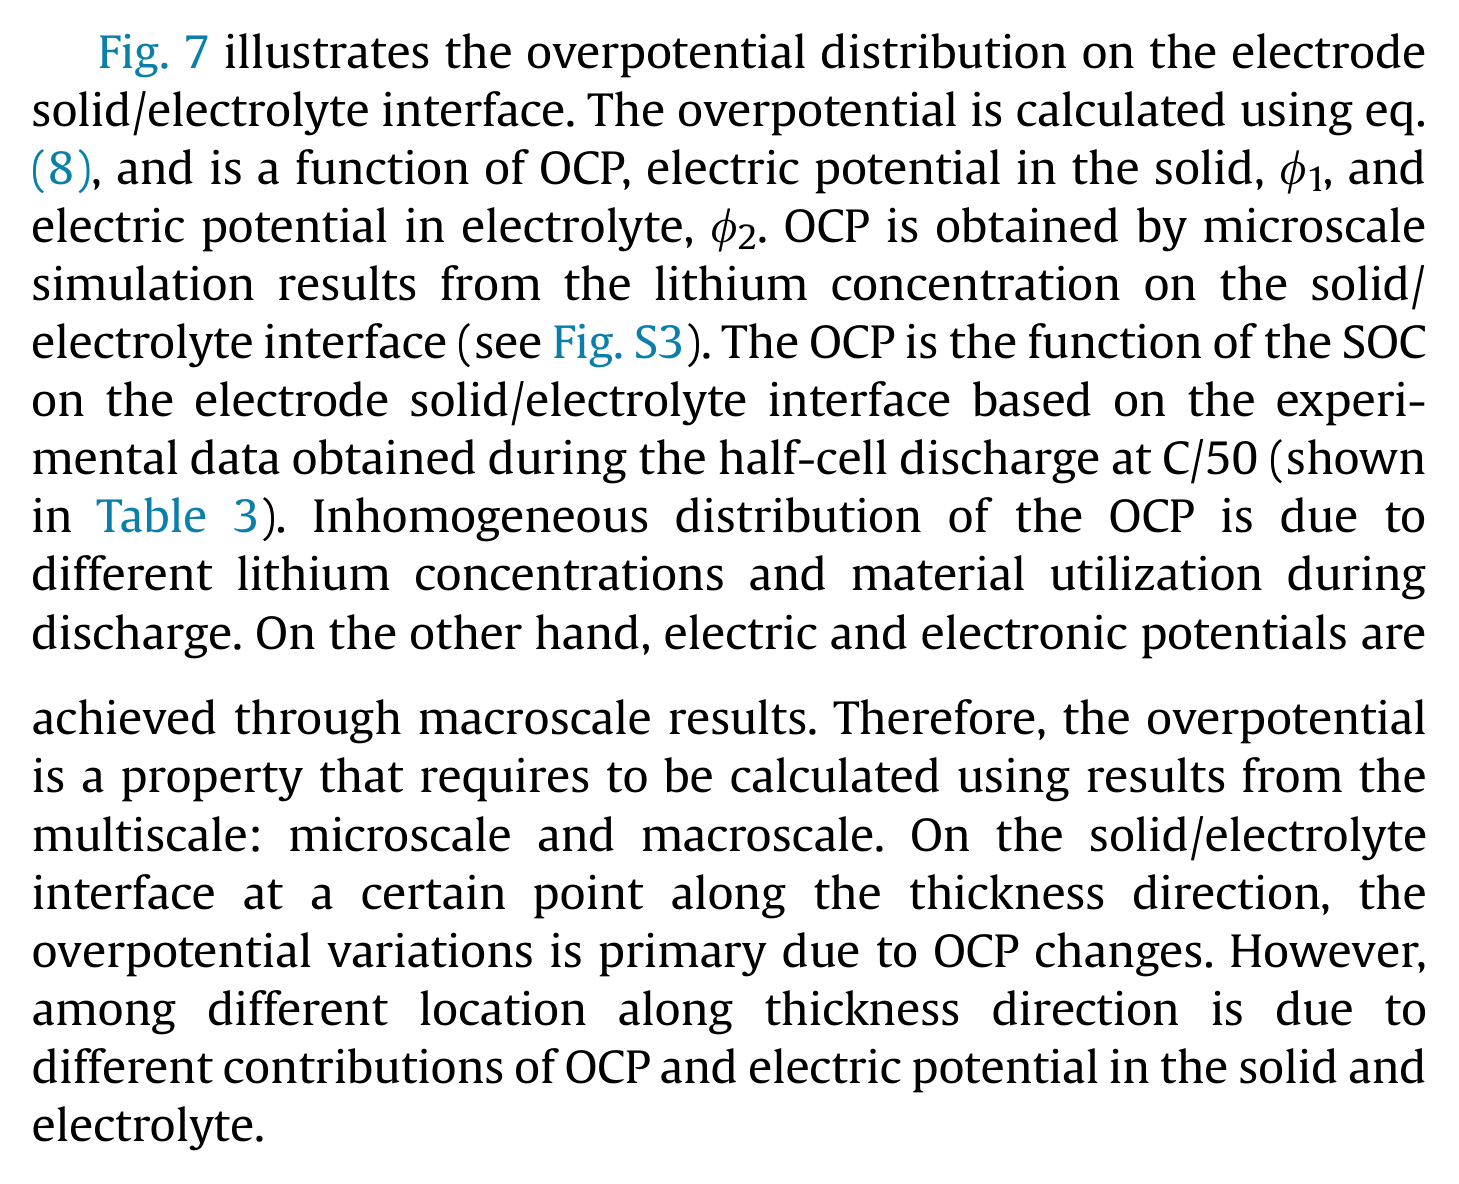 Fig. 7 illustrates the overpotential distribution on the electrode
solid/electrolyte interface. The overpotential is calculated using eq.
(8), and is a function of OCP, electric potential in the solid, ϕ₁, and
electric potential in electrolyte, ϕ₂. OCP is obtained by microscale
simulation results from the lithium concentration on the solid/
electrolyte interface (see Fig. S3). The OCP is the function of the SOC
on the electrode solid/electrolyte interface based on the experi-
mental data obtained during the half-cell discharge at C/50 (shown
in Table 3). Inhomogeneous distribution of the OCP is due to
different lithium concentrations and material utilization during
discharge. On the other hand, electric and electronic potentials are
achieved through macroscale results. Therefore, the overpotential
is a property that requires to be calculated using results from the
multiscale: microscale and macroscale. On the solid/electrolyte
interface at a certain point along the thickness direction, the
overpotential variations is primary due to OCP changes. However,
among different location along thickness direction is due to
different contributions of OCP and electric potential in the solid and
electrolyte.